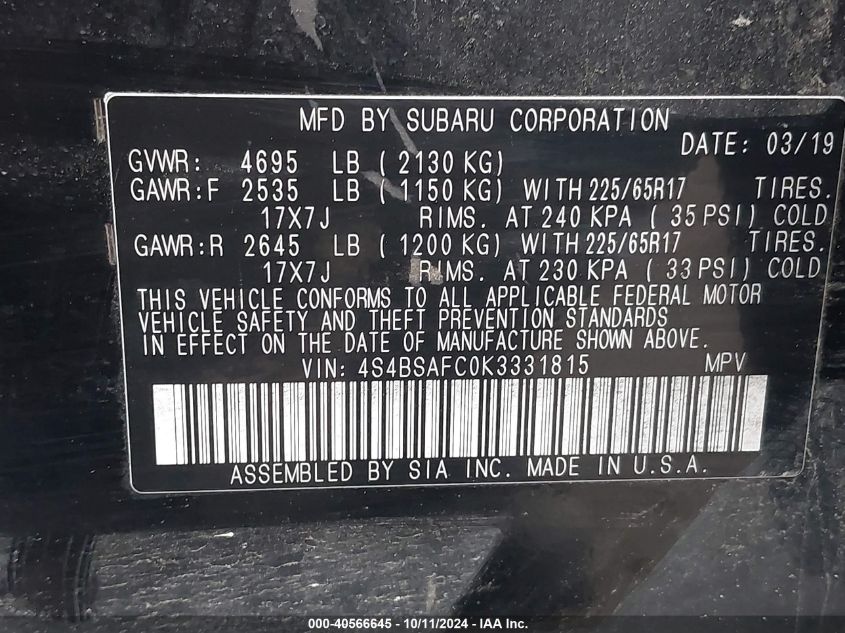 MFD BY SUBARU CORPORATION
DATE: 03/19
GVWR: 4695 LB ( 2130 KG)
GAWR:F 2535 LB ( 1150 KG) WITH 225/65R17 TIRES.
17X7J RIMS. AT 240 KPA ( 35 PSI) COLD
GAWR:R 2645 LB ( 1200 KG) WITH 225/65R17 TIRES.
17X7J RIMS. AT 230 KPA ( 33 PSI) COLD
THIS VEHICLE CONFORMS TO ALL APPLICABLE FEDERAL MOTOR
VEHICLE SAFETY AND THEFT PREVENTION STANDARDS
IN EFFECT ON THE DATE OF MANUFACTURE SHOWN ABOVE.
VIN: 4S4BSAFC0K3331815 MPV
ASSEMBLED BY SIA INC. MADE IN U.S.A.
000-40566645 - 10/11/2024 - IAA Inc.